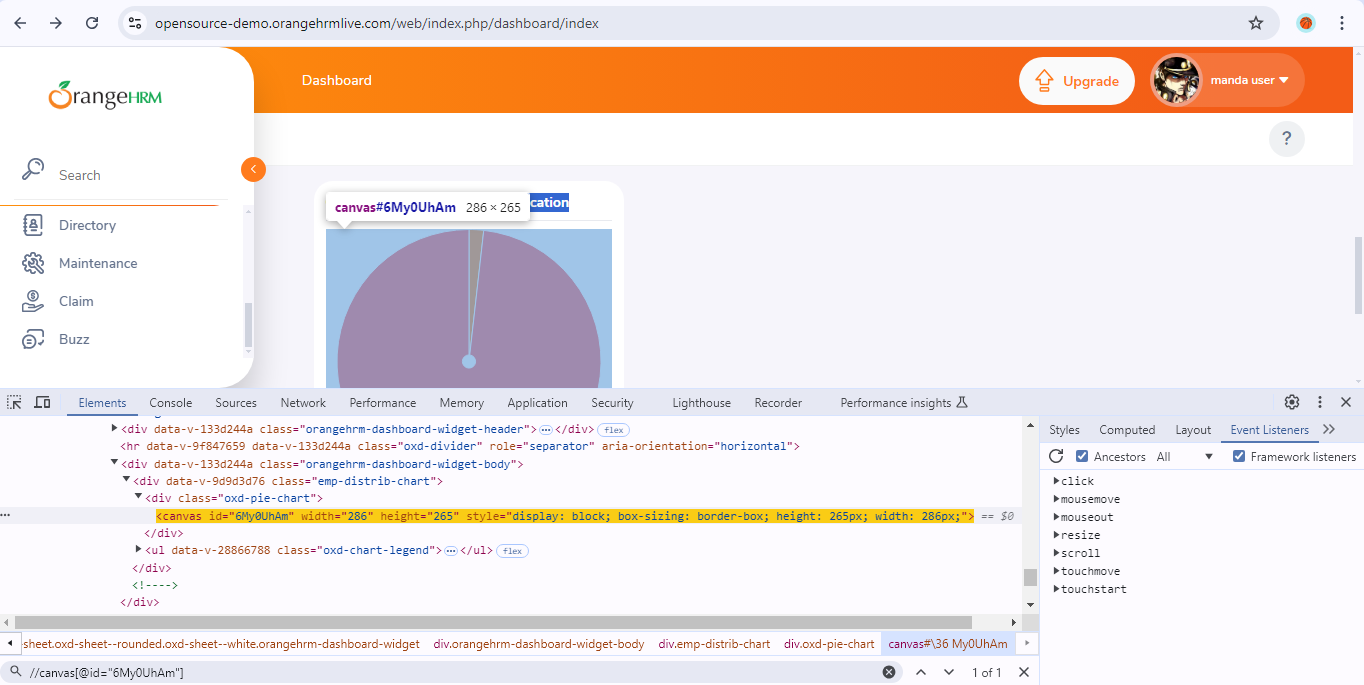 opensource-demo.orangehrmlive.com/web/index.php/dashboard/index
OrangeHRM
Dashboard
Upgrade
manda user
?
Search
Directory
Maintenance
Claim
Buzz
canvas#6My0UhAm 286 × 265
cation
Elements Console Sources Network Performance Memory Application Security Lighthouse Recorder Performance insights
<div data-v-133d244a class="orangehrm-dashboard-widget-header"> ⋯ </div> flex
<hr data-v-9f847659 data-v-133d244a class="oxd-divider" role="separator" aria-orientation="horizontal">
<div data-v-133d244a class="orangehrm-dashboard-widget-body">
<div data-v-9d9d3d76 class="emp-distrib-chart">
<div class="oxd-pie-chart">
<canvas id="6My0UhAm" width="286" height="265" style="display: block; box-sizing: border-box; height: 265px; width: 286px;"> == $0
</div>
<ul data-v-28866788 class="oxd-chart-legend"> ⋯ </ul> flex
</div>
<!---->
</div>
sheet.oxd-sheet--rounded.oxd-sheet--white.orangehrm-dashboard-widget div.orangehrm-dashboard-widget-body div.emp-distrib-chart div.oxd-pie-chart canvas#\36 My0UhAm
//canvas[@id="6My0UhAm"] 1 of 1
Styles Computed Layout Event Listeners
Ancestors All Framework listeners
click
mousemove
mouseout
resize
scroll
touchmove
touchstart